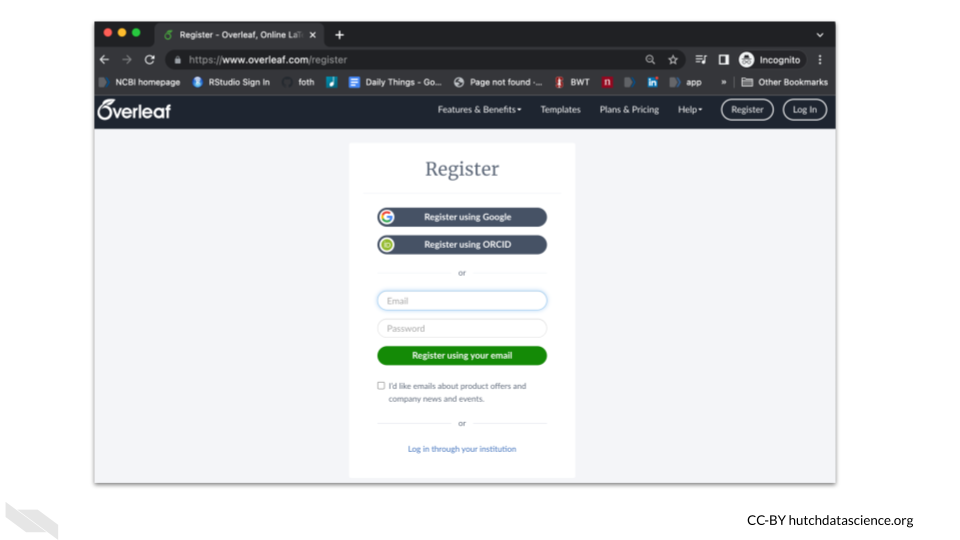 Register - Overleaf, Online La
https://www.overleaf.com/register
Incognito
NCBI homepage RStudio Sign In foth Daily Things - Go... Page not found -... BWT n in app » Other Bookmarks
Overleaf Features & Benefits Templates Plans & Pricing Help Register Log In
Register
Register using Google
Register using ORCID
or
Email
Password
Register using your email
I'd like emails about product offers and
company news and events.
or
Log in through your institution
CC-BY hutchdatascience.org